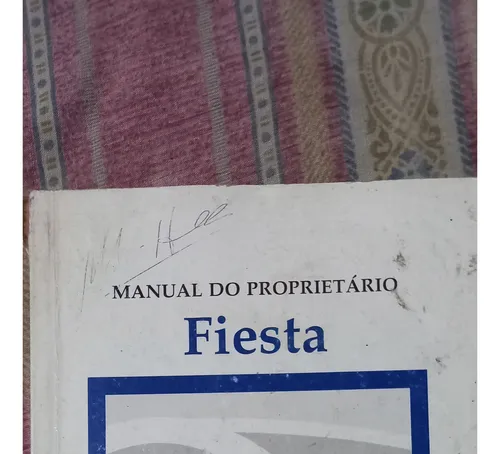 MANUAL DO PROPRIETÁRIO
Fiesta